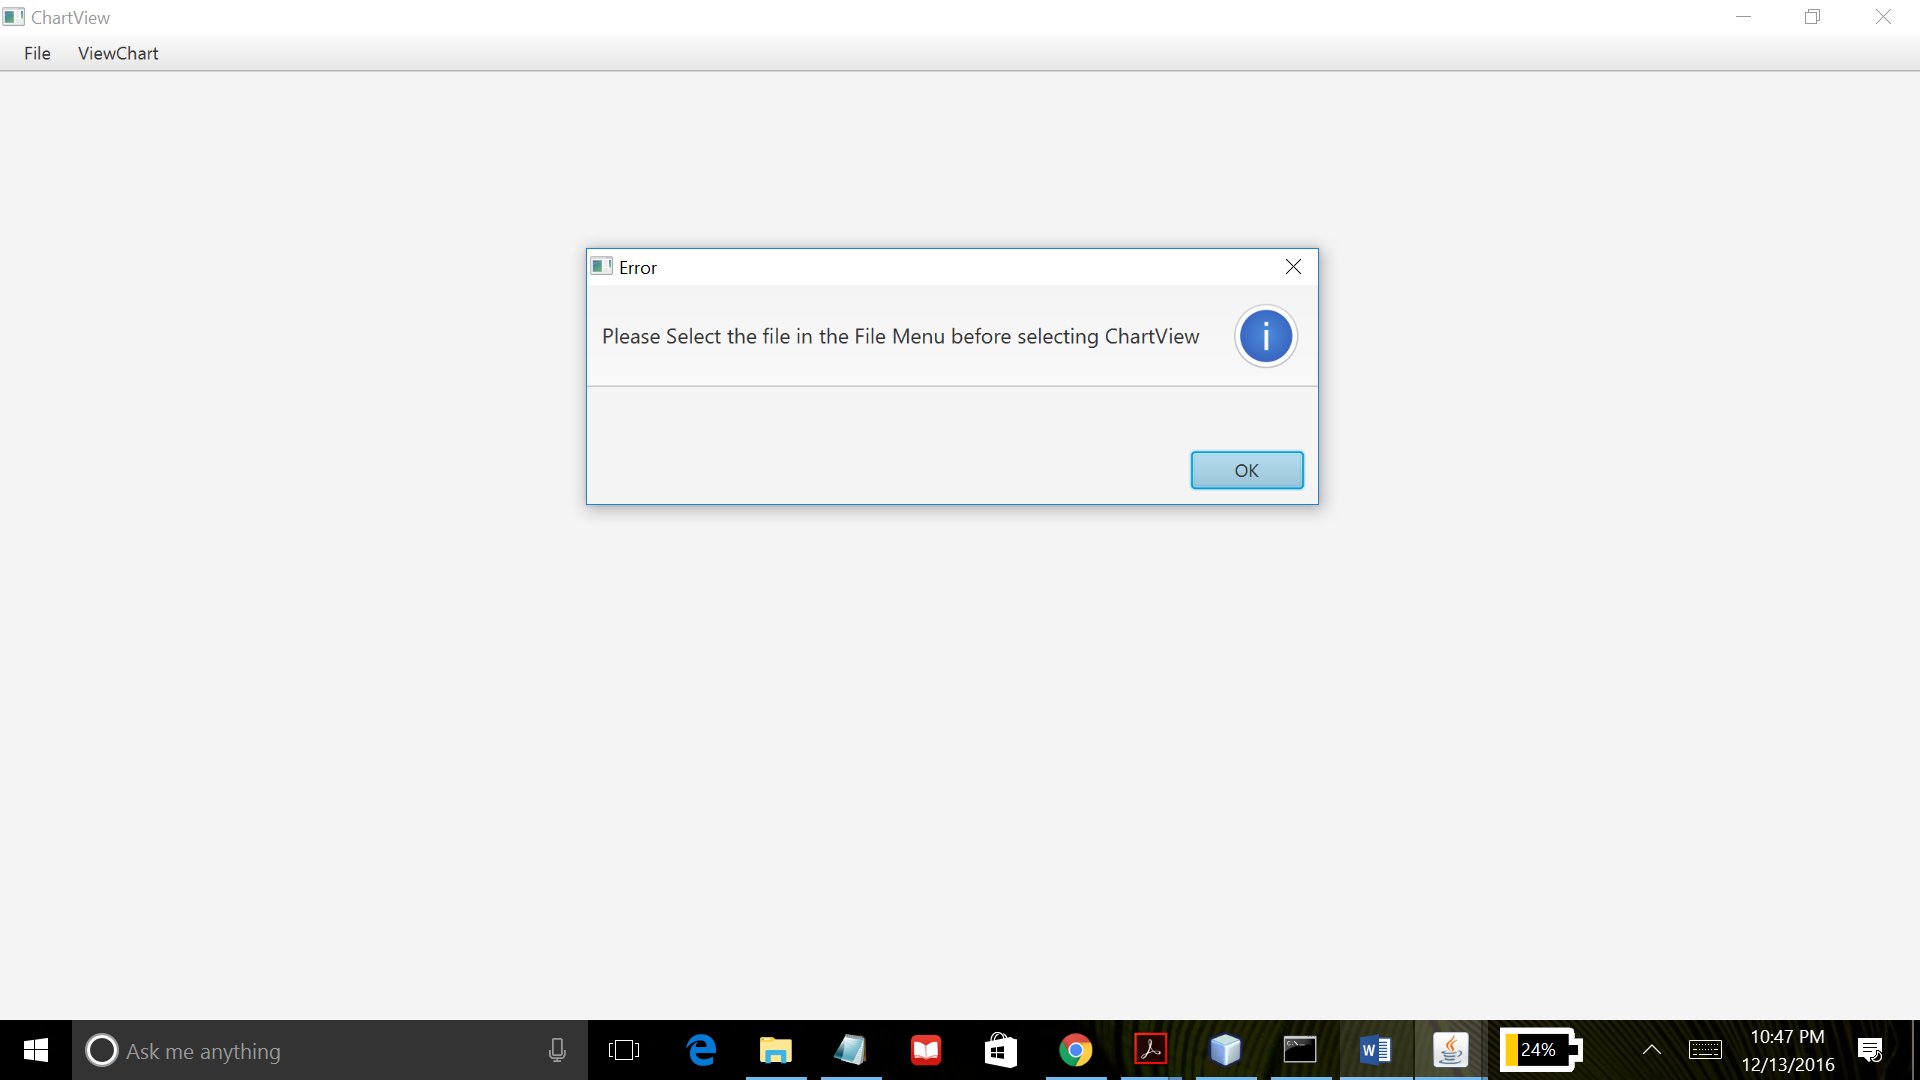 ChartView
File ViewChart
Error
Please Select the file in the File Menu before selecting ChartView
i
OK
Ask me anything
24%
10:47 PM
12/13/2016